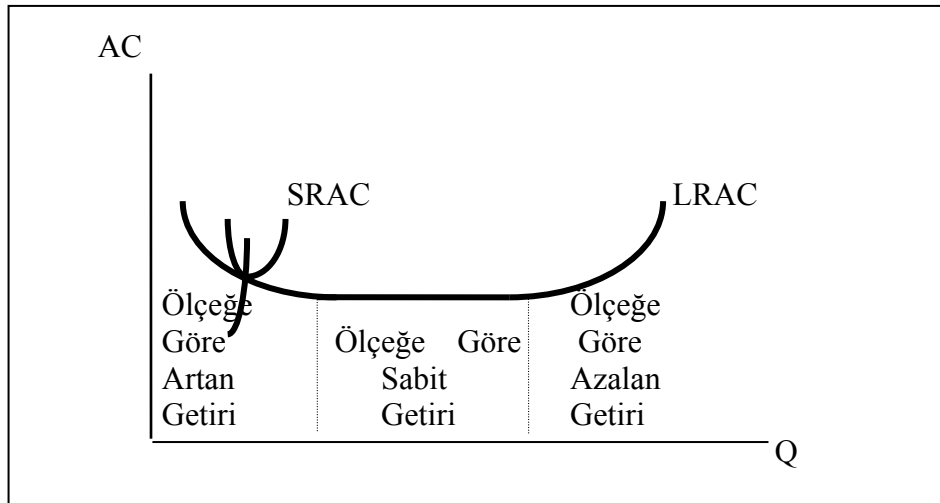 AC
SRAC
LRAC
Ölçeğe
Göre
Artan
Getiri
Ölçeğe Göre
Sabit
Getiri
Ölçeğe
Göre
Azalan
Getiri
Q